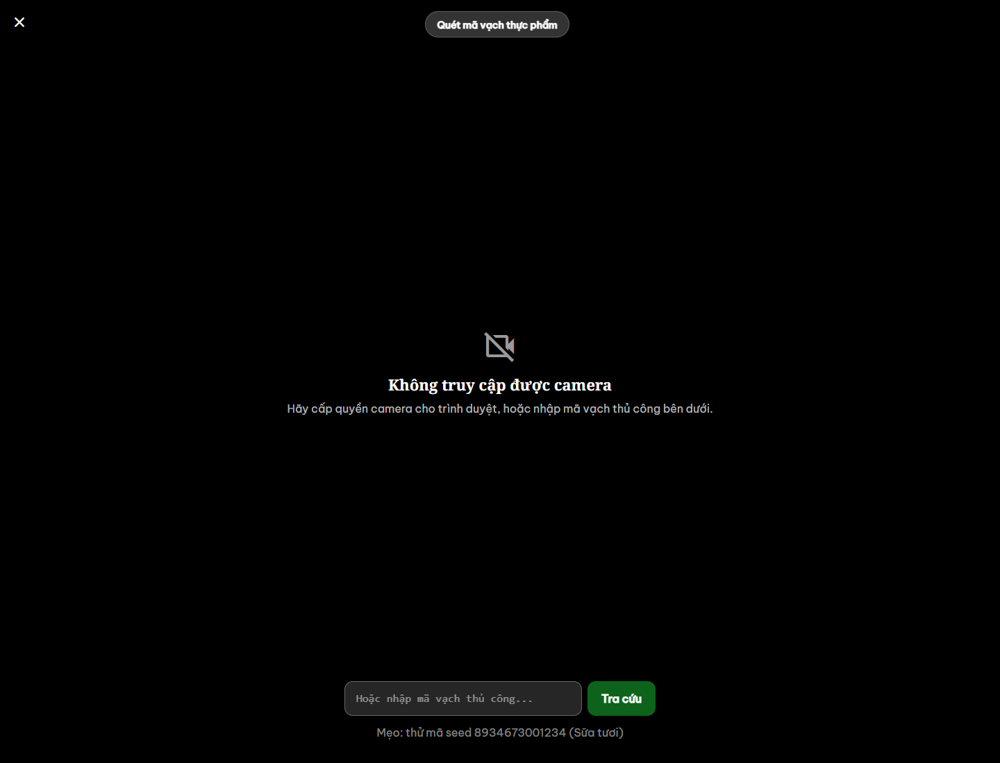 Quét mã vạch thực phẩm
Không truy cập được camera
Hãy cấp quyền camera cho trình duyệt, hoặc nhập mã vạch thủ công bên dưới.
Hoặc nhập mã vạch thủ công...
Tra cứu
Mẹo: thử mã seed 8934673001234 (Sữa tươi)